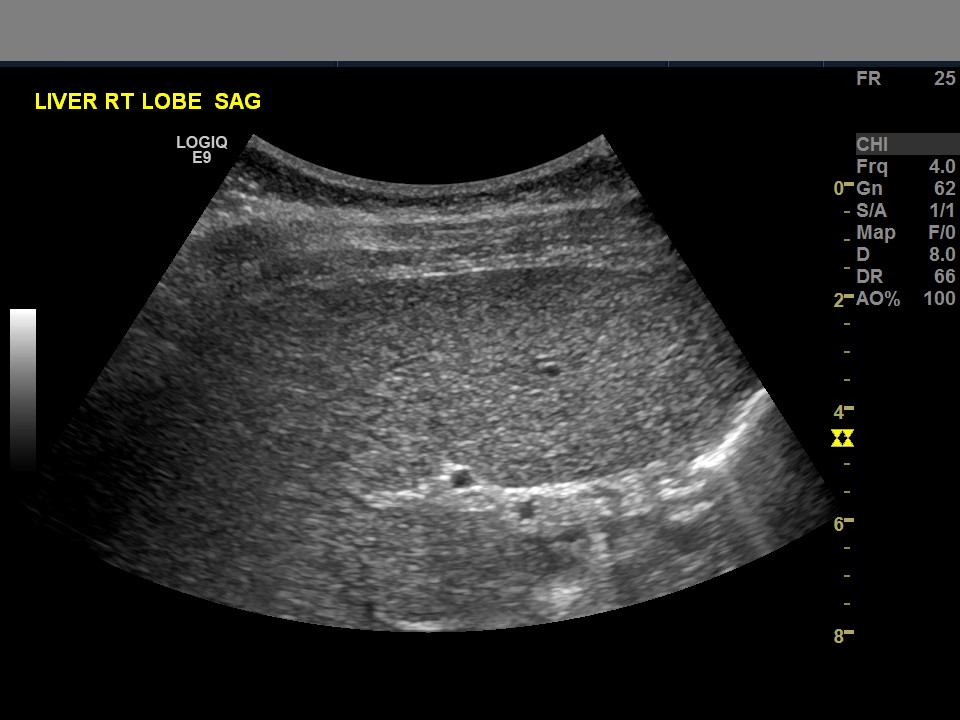 LIVER RT LOBE SAG
LOGIQ
E9
FR 25
CHI
Frq 4.0
Gn 62
S/A 1/1
Map F/0
D 8.0
DR 66
AO% 100
0
2
4
6
8